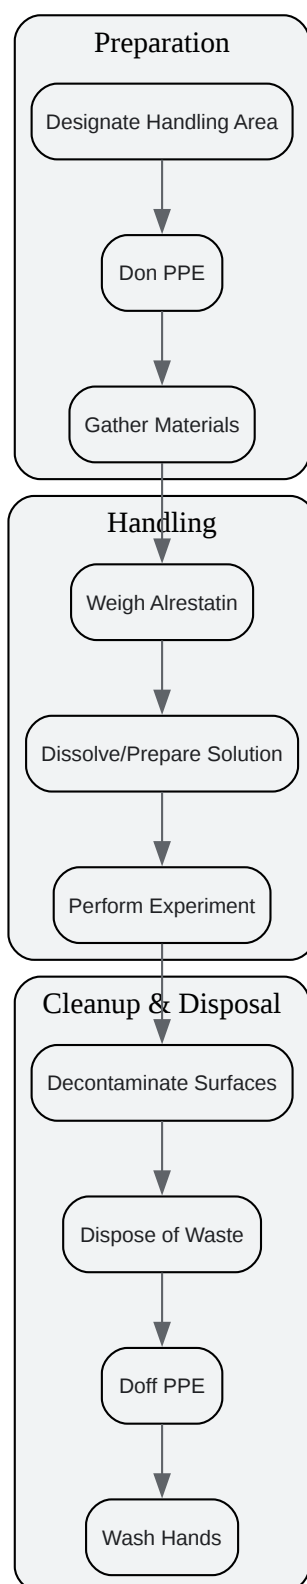 Preparation
Designate Handling Area
Don PPE
Gather Materials
Handling
Weigh Alrestatin
Dissolve/Prepare Solution
Perform Experiment
Cleanup & Disposal
Decontaminate Surfaces
Dispose of Waste
Doff PPE
Wash Hands